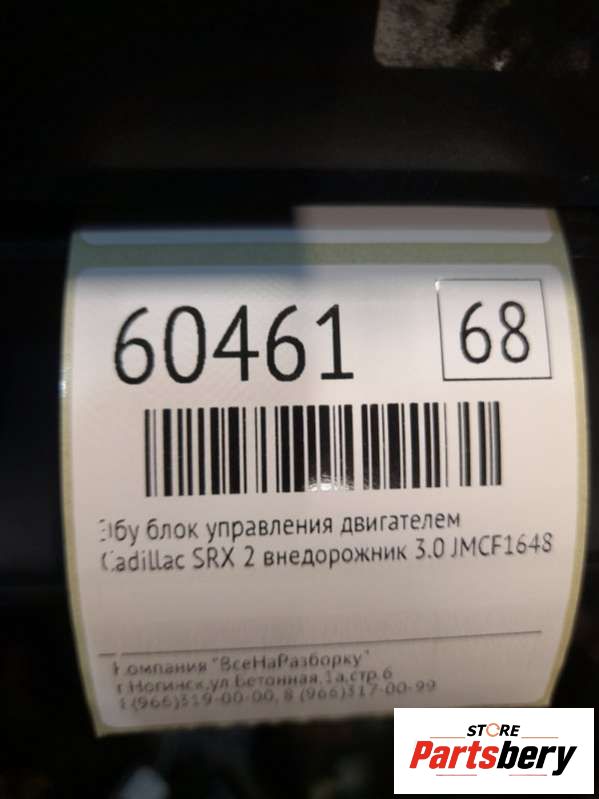 60461
68
Эбу блок управления двигателем
Cadillac SRX 2 внедорожник 3.0 JMCF1648
Компания "ВсеНаРазборку"
г.Ногинск,ул.Бетонная,1а,стр.6
8 (966)319-00-00, 8 (966)317-00-99
STORE
Partsbery